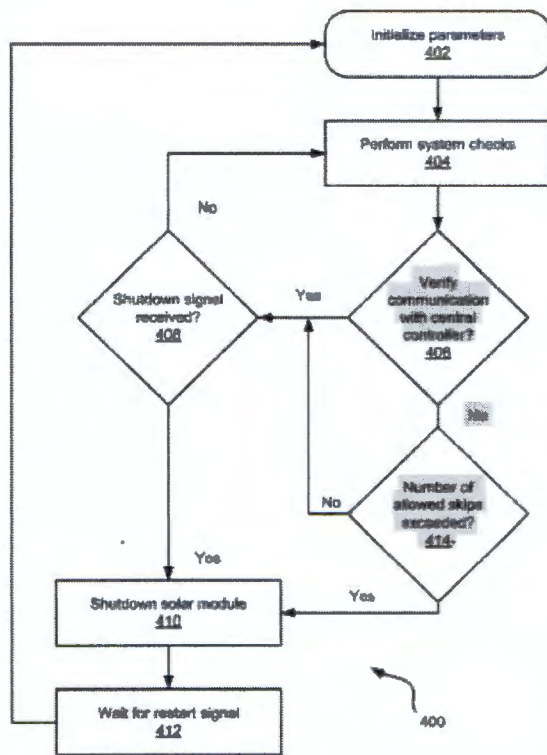 Initialize parameters
402
Perform system checks
404
No
Verify
communication
with central
controller?
406
Yes
Shutdown signal
received?
408
No
Number of
allowed skips
exceeded?
414
No
Yes
Yes
Shutdown solar module
410
Wait for restart signal
412
400